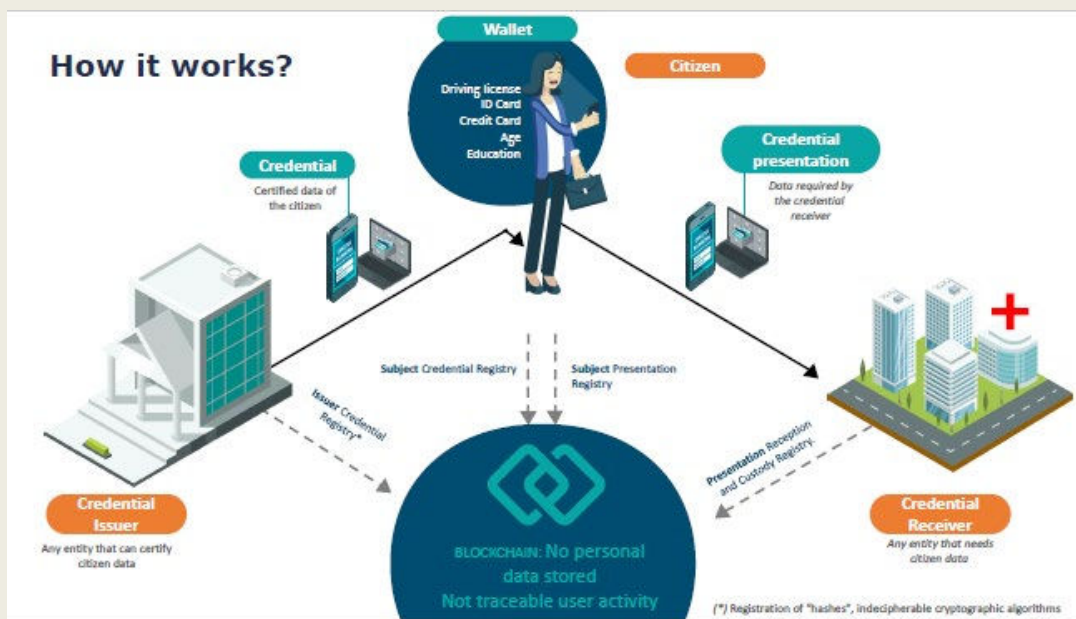 How it works?
Wallet
Driving license
ID Card
Credit Card
Age
Education
Citizen
Credential
Certified data of
the citizen
Credential
presentation
Data required by
the credential
receiver
Subject Credential Registry
Subject Presentation
Registry
Issuer Credential
Registry*
Presentation Reception
and Custody Registry.
Credential
Issuer
Any entity that can certify
citizen data
BLOCKCHAIN: No personal
data stored
Not traceable user activity
Credential
Receiver
Any entity that needs
citizen data
(*) Registration of "hashes", indecipherable cryptographic algorithms